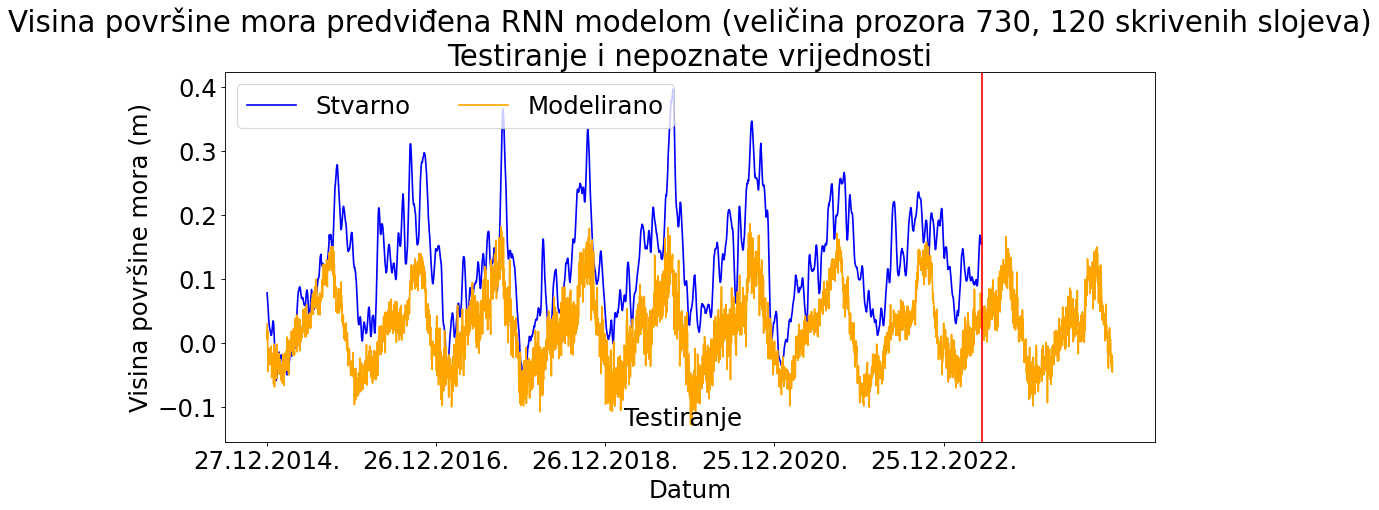 Visina površine mora predviđena RNN modelom (veličina prozora 730, 120 skrivenih slojeva)
Testiranje i nepoznate vrijednosti
Stvarno Modelirano
Visina površine mora (m)
0.4
0.3
0.2
0.1
0.0
−0.1
Testiranje
27.12.2014. 26.12.2016. 26.12.2018. 25.12.2020. 25.12.2022.
Datum